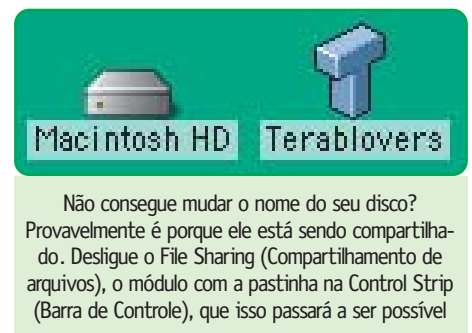 Macintosh HD Terablovers
Não consegue mudar o nome do seu disco?
Provavelmente é porque ele está sendo compartilha-
do. Desligue o File Sharing (Compartilhamento de
arquivos), o módulo com a pastinha na Control Strip
(Barra de Controle), que isso passará a ser possível